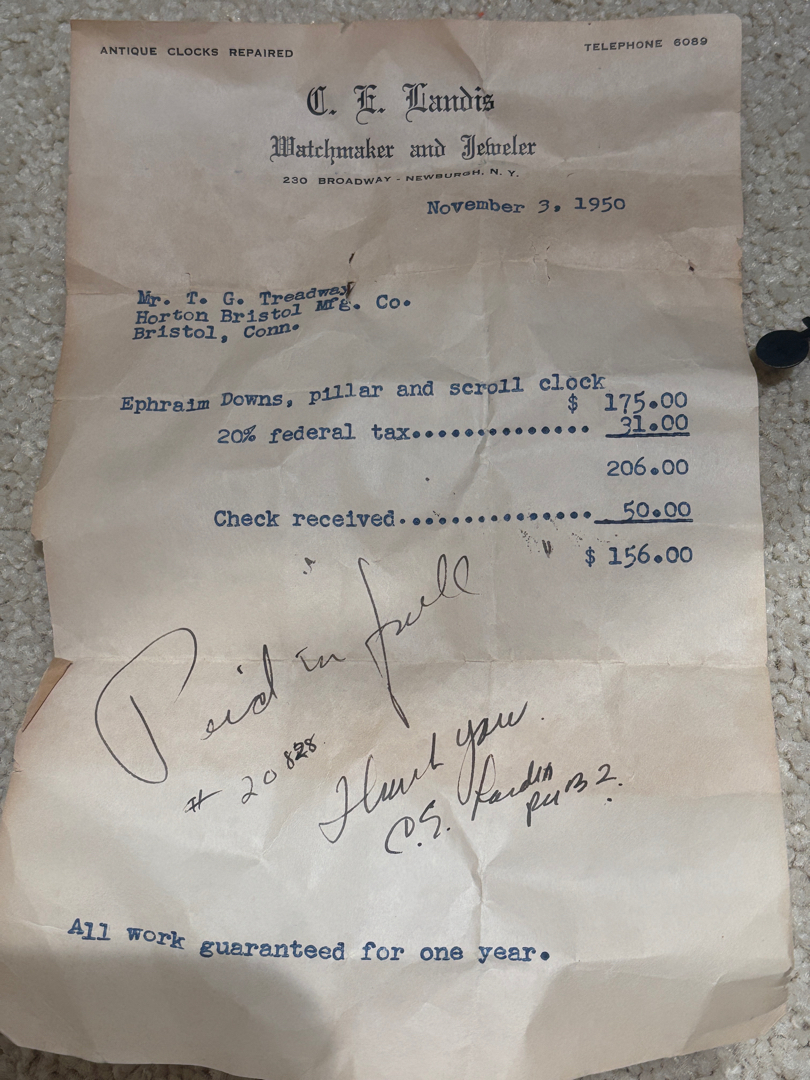 ANTIQUE CLOCKS REPAIRED
TELEPHONE 6089
C. E. Landis
Watchmaker and Jeweler
230 BROADWAY - NEWBURGH, N. Y.
November 3, 1950
Mr. T. G. Treadway
Horton Bristol Mfg. Co.
Bristol, Conn.
Ephraim Downs, pillar and scroll clock
$ 175.00
20% federal tax.............. 31.00
206.00
Check received............... 50.00
$ 156.00
Paid in full
# 20828
Thank you
C. E. Landis
All work guaranteed for one year.